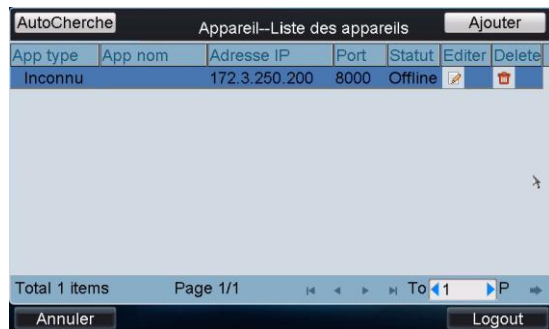 AutoCherche Appareil--Liste des appareils Ajouter
App type App nom Adresse IP Port Statut Editer Delete
Inconnu 172.3.250.200 8000 Offline
Total 1 items Page 1/1 To 1 P
Annuler Logout